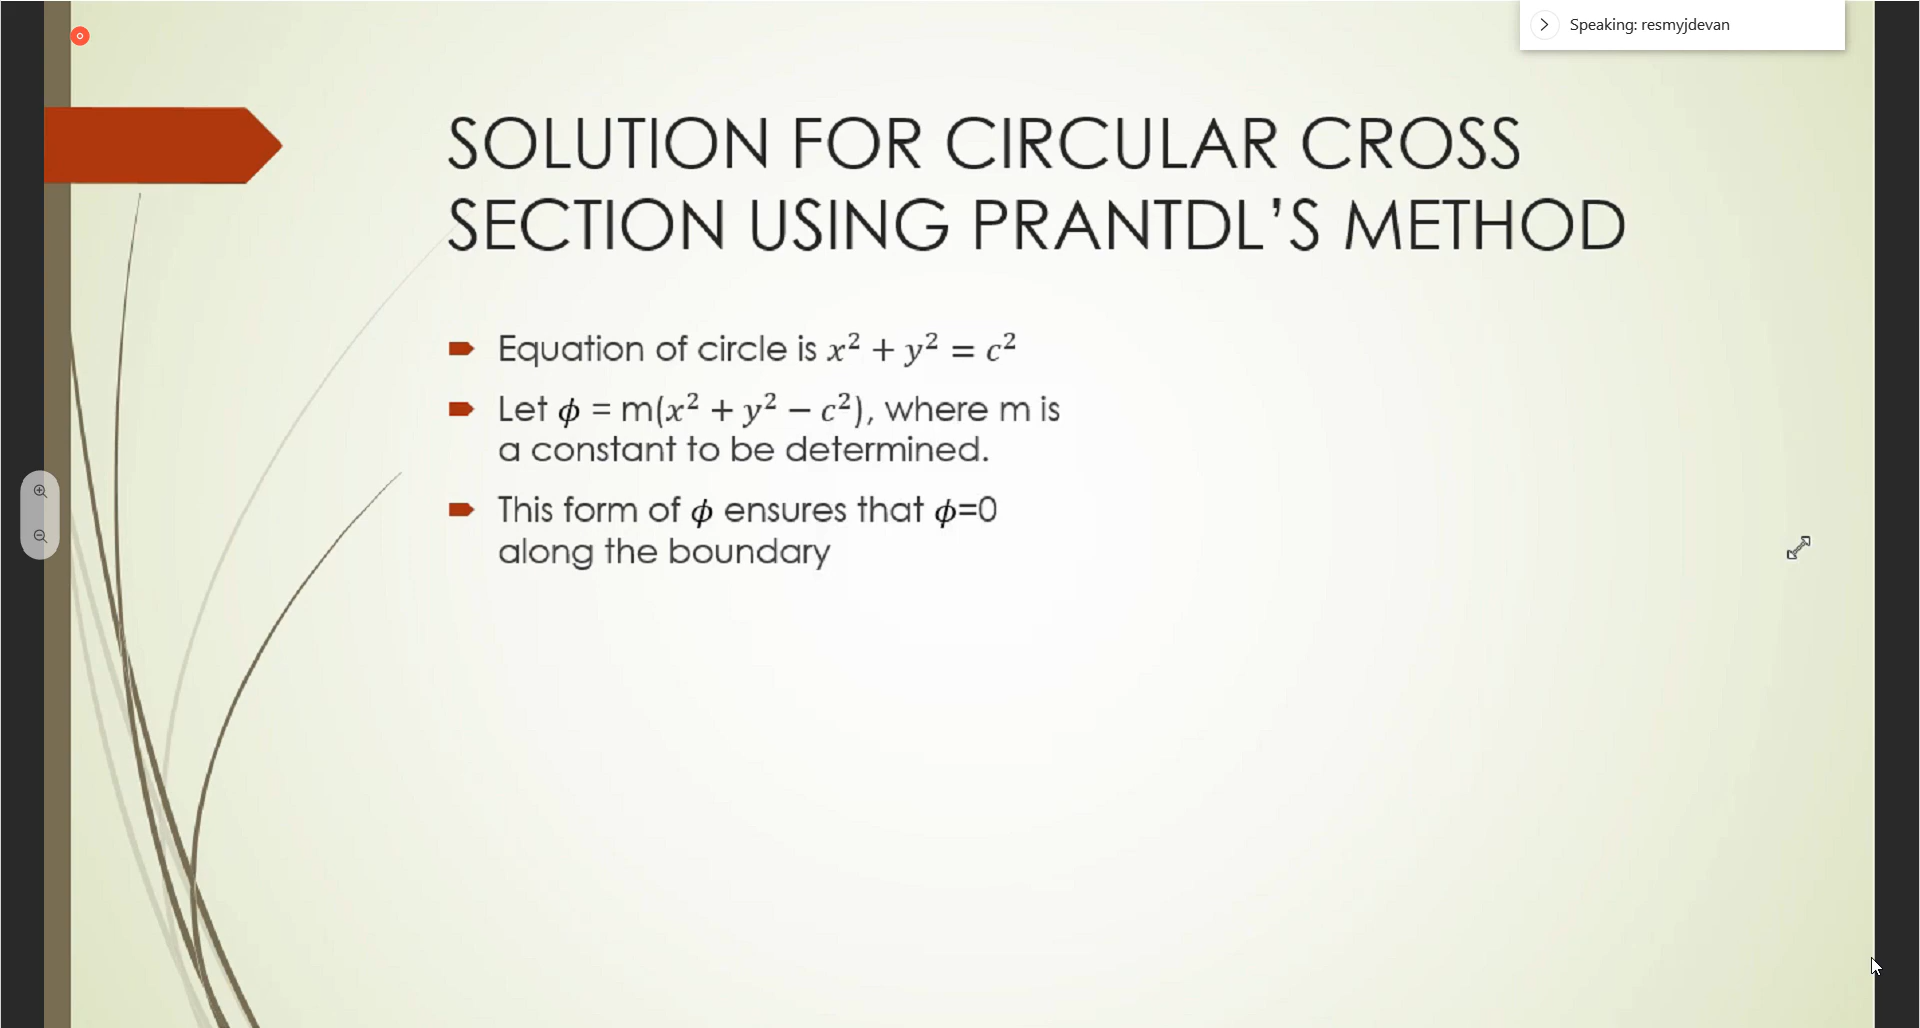 Speaking: resmyjdevan
SOLUTION FOR CIRCULAR CROSS
SECTION USING PRANTDL’S METHOD
Equation of circle is x² + y² = c²
Let ϕ = m(x² + y² − c²), where m is
a constant to be determined.
This form of ϕ ensures that ϕ=0
along the boundary